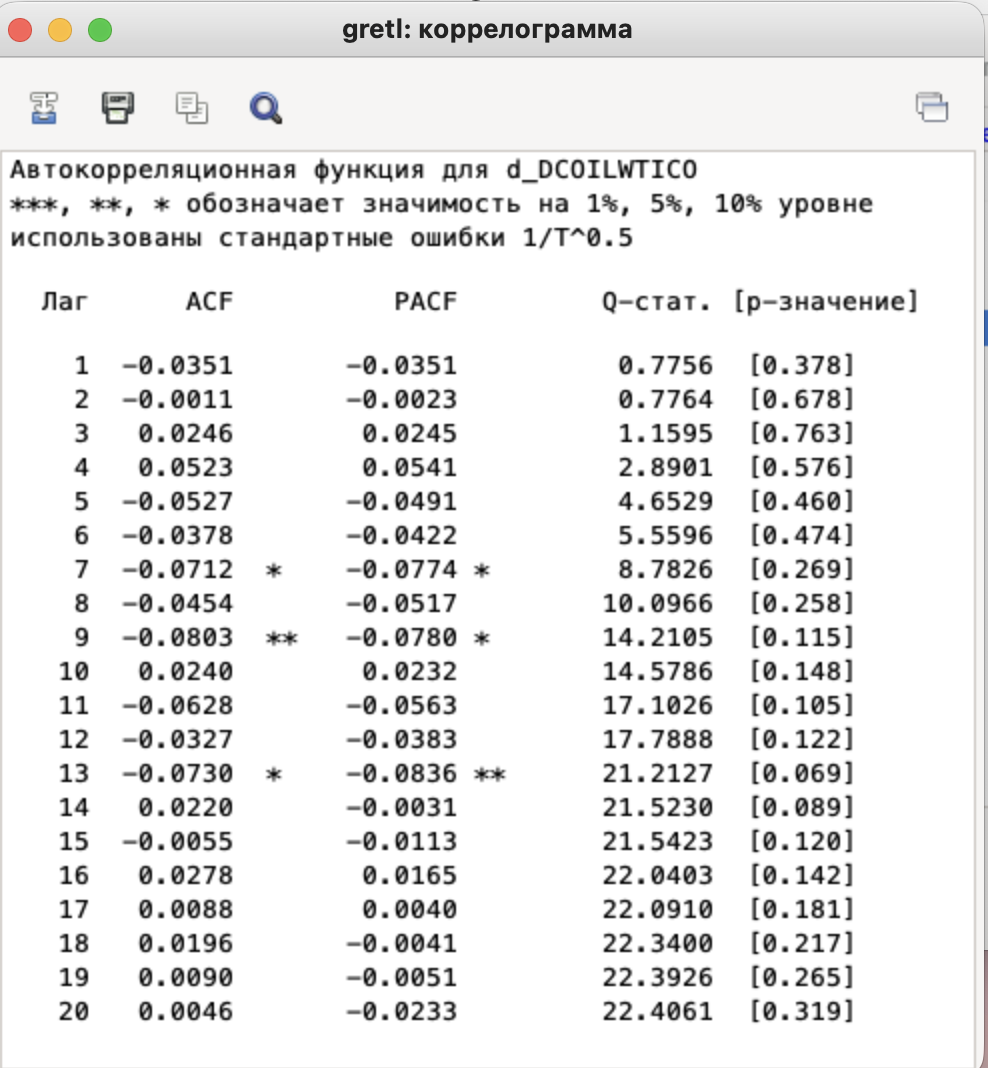 gretl: коррелограмма
Автокорреляционная функция для d_DCOILWTICO
***, **, * обозначает значимость на 1%, 5%, 10% уровне
использованы стандартные ошибки 1/T^0.5
Лаг ACF PACF Q-стат. [p-значение]
1 -0.0351 -0.0351 0.7756 [0.378]
2 -0.0011 -0.0023 0.7764 [0.678]
3 0.0246 0.0245 1.1595 [0.763]
4 0.0523 0.0541 2.8901 [0.576]
5 -0.0527 -0.0491 4.6529 [0.460]
6 -0.0378 -0.0422 5.5596 [0.474]
7 -0.0712 * -0.0774 * 8.7826 [0.269]
8 -0.0454 -0.0517 10.0966 [0.258]
9 -0.0803 ** -0.0780 * 14.2105 [0.115]
10 0.0240 0.0232 14.5786 [0.148]
11 -0.0628 -0.0563 17.1026 [0.105]
12 -0.0327 -0.0383 17.7888 [0.122]
13 -0.0730 * -0.0836 ** 21.2127 [0.069]
14 0.0220 -0.0031 21.5230 [0.089]
15 -0.0055 -0.0113 21.5423 [0.120]
16 0.0278 0.0165 22.0403 [0.142]
17 0.0088 0.0040 22.0910 [0.181]
18 0.0196 -0.0041 22.3400 [0.217]
19 0.0090 -0.0051 22.3926 [0.265]
20 0.0046 -0.0233 22.4061 [0.319]